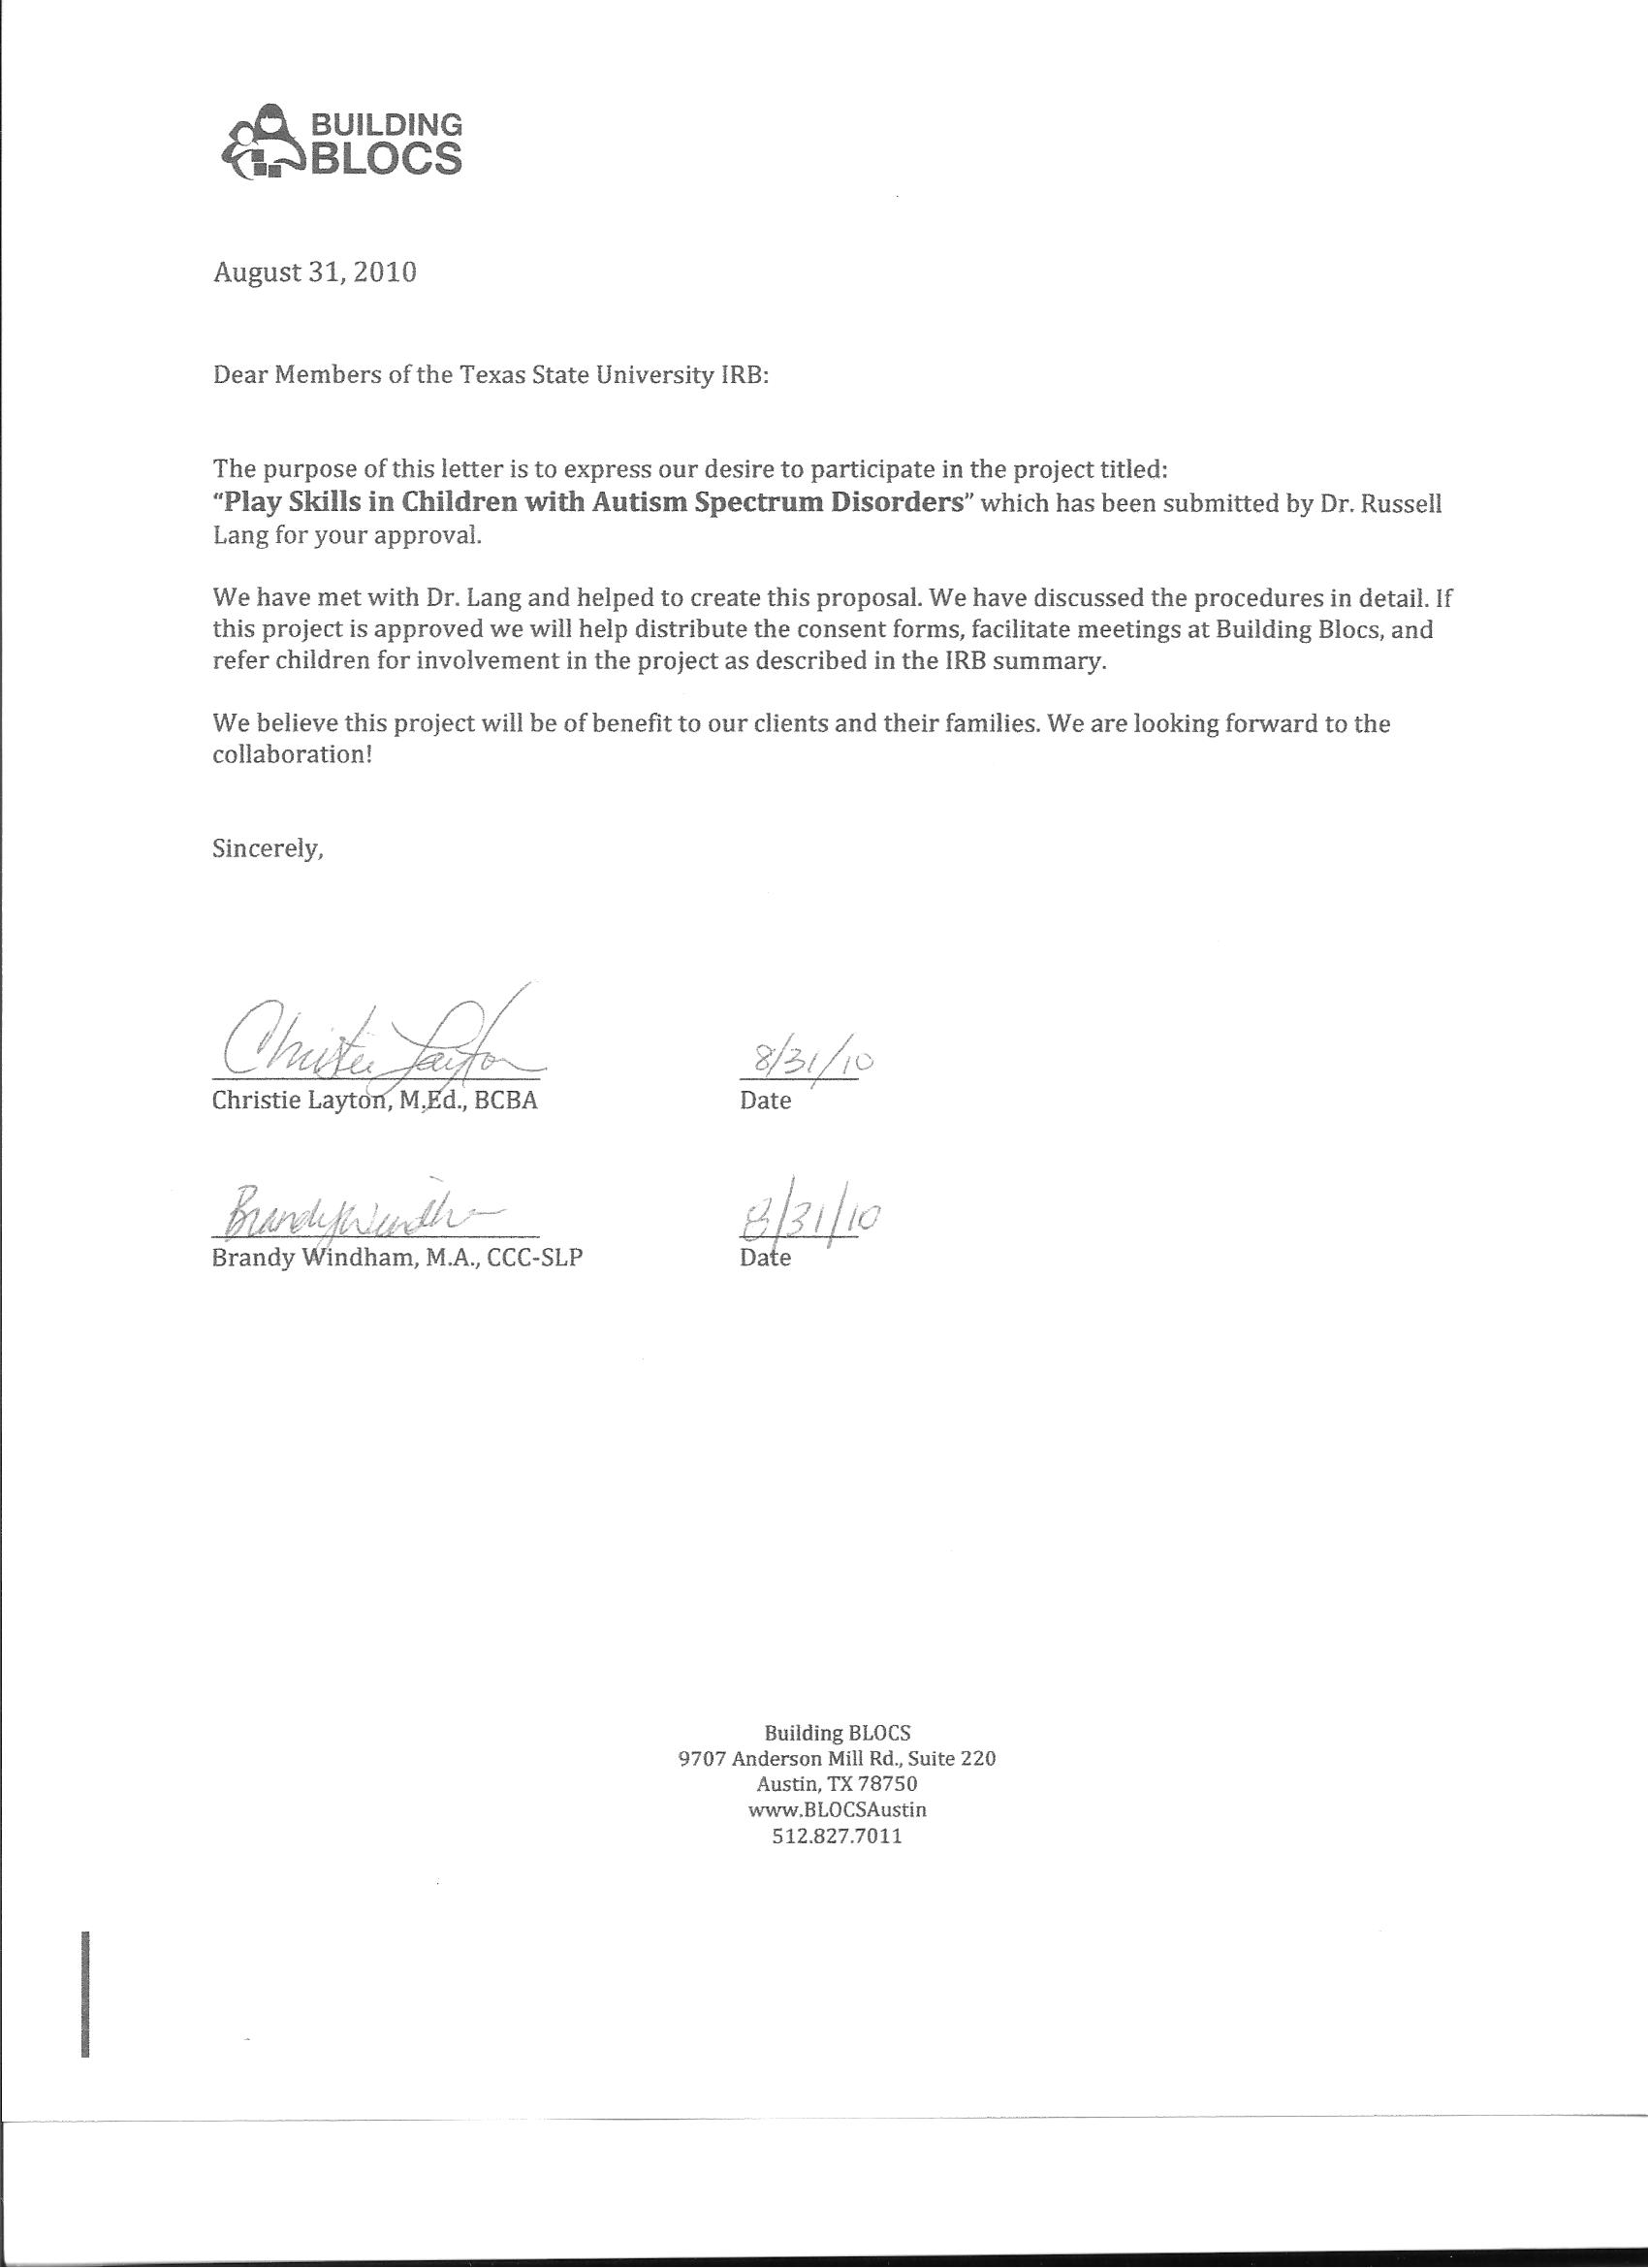 BUILDING
BLOCS
August 31, 2010
Dear Members of the Texas State University IRB:
The purpose of this letter is to express our desire to participate in the project titled:
“Play Skills in Children with Autism Spectrum Disorders” which has been submitted by Dr. Russell
Lang for your approval.
We have met with Dr. Lang and helped to create this proposal. We have discussed the procedures in detail. If
this project is approved we will help distribute the consent forms, facilitate meetings at Building Blocs, and
refer children for involvement in the project as described in the IRB summary.
We believe this project will be of benefit to our clients and their families. We are looking forward to the
collaboration!
Sincerely,
Christie Layton 8/31/10
Christie Layton, M.Ed., BCBA Date
Brandy Windham 8/31/10
Brandy Windham, M.A., CCC-SLP Date
Building BLOCS
9707 Anderson Mill Rd., Suite 220
Austin, TX 78750
www.BLOCSAustin
512.827.7011